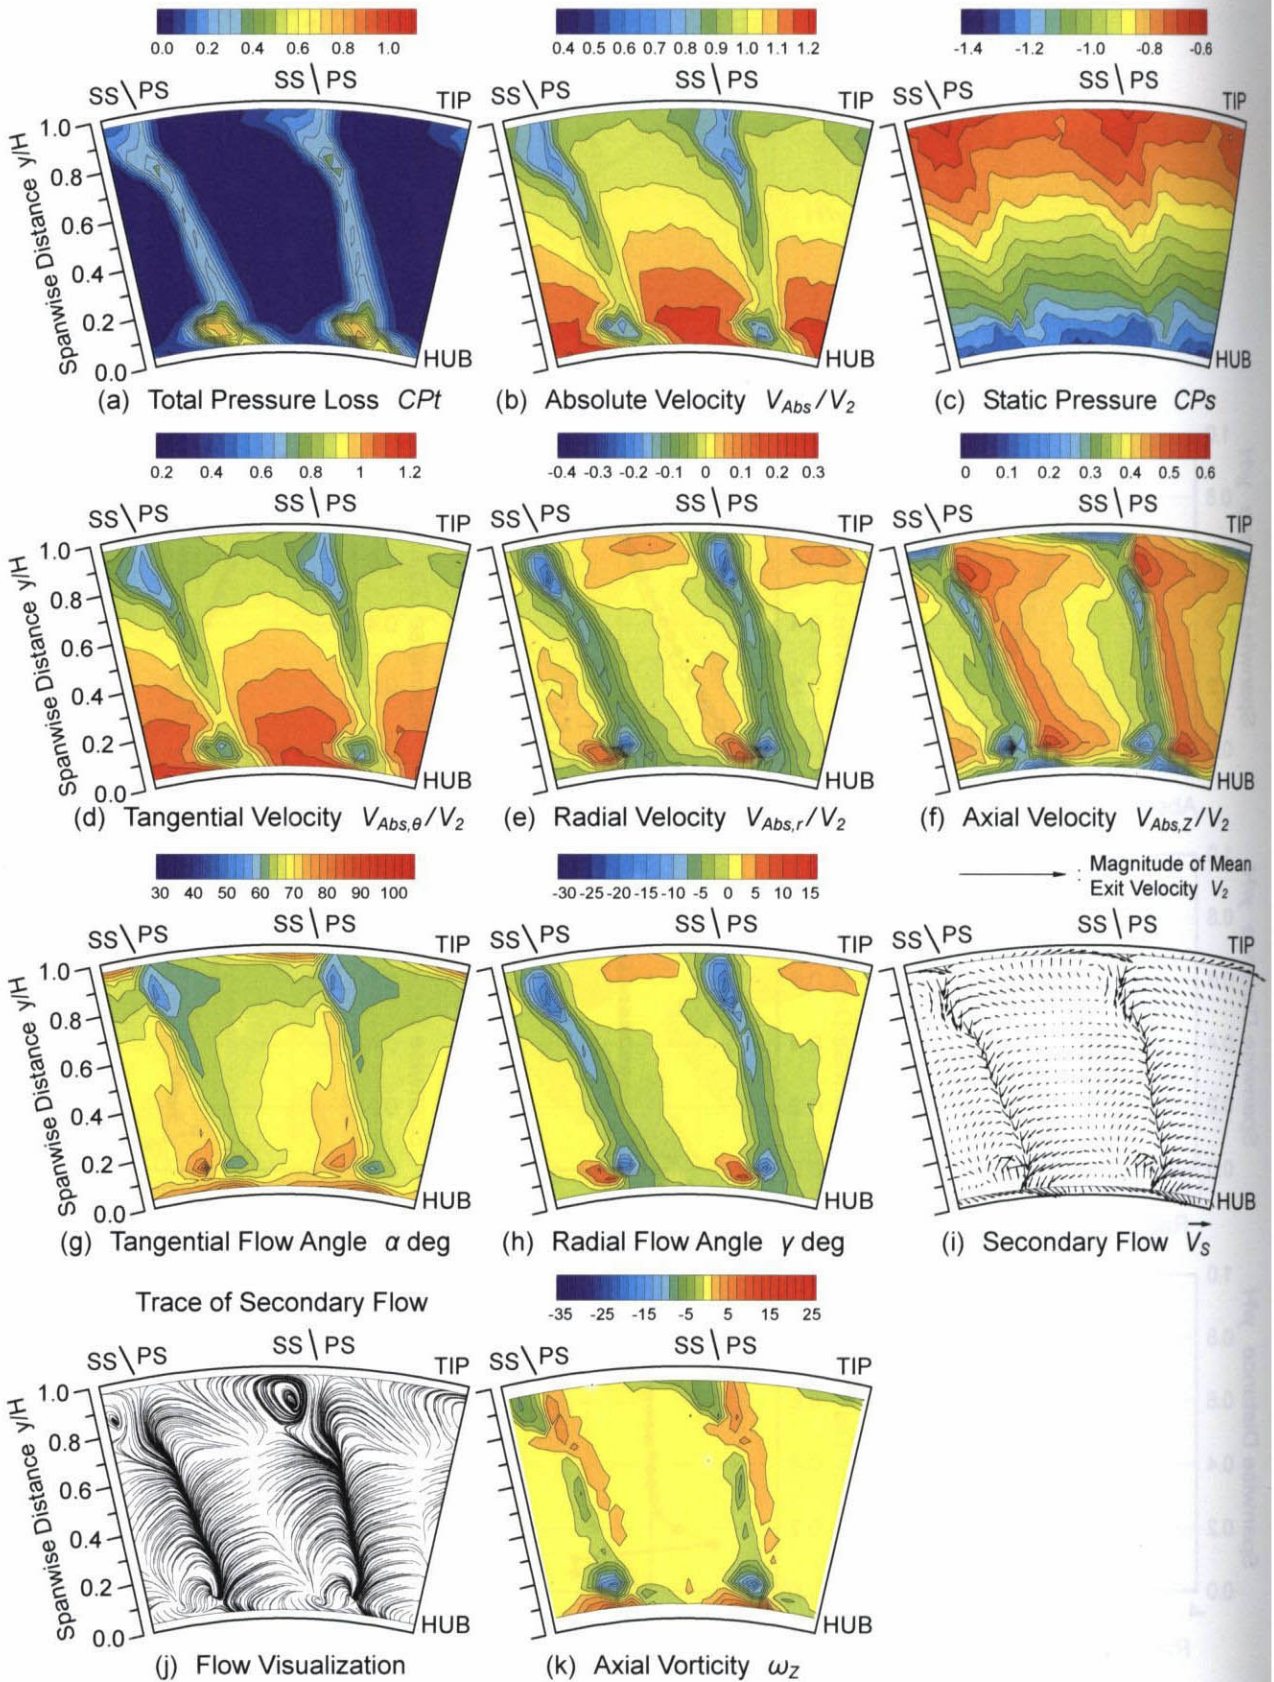 0.0 0.2 0.4 0.6 0.8 1.0
SS \ PS
SS \ PS
TIP
1.0
0.8
0.6
0.4
0.2
0.0
Spanwise Distance y/H
HUB
(a) Total Pressure Loss CPt
0.4 0.5 0.6 0.7 0.8 0.9 1.0 1.1 1.2
SS \ PS
SS \ PS
TIP
HUB
(b) Absolute Velocity V_Abs/V_2
-1.4 -1.2 -1.0 -0.8 -0.6
SS \ PS
SS \ PS
TIP
HUB
(c) Static Pressure CPs
0.2 0.4 0.6 0.8 1 1.2
SS \ PS
SS \ PS
TIP
1.0
0.8
0.6
0.4
0.2
0.0
Spanwise Distance y/H
HUB
(d) Tangential Velocity V_Abs,θ/V_2
-0.4 -0.3 -0.2 -0.1 0 0.1 0.2 0.3
SS \ PS
SS \ PS
TIP
HUB
(e) Radial Velocity V_Abs,r/V_2
0 0.1 0.2 0.3 0.4 0.5 0.6
SS \ PS
SS \ PS
TIP
HUB
(f) Axial Velocity V_Abs,Z/V_2
30 40 50 60 70 80 90 100
SS \ PS
SS \ PS
TIP
1.0
0.8
0.6
0.4
0.2
0.0
Spanwise Distance y/H
HUB
(g) Tangential Flow Angle α deg
-30 -25 -20 -15 -10 -5 0 5 10 15
SS \ PS
SS \ PS
TIP
HUB
(h) Radial Flow Angle γ deg
: Magnitude of Mean
Exit Velocity V_2
SS \ PS
SS \ PS
TIP
HUB
(i) Secondary Flow V_S
Trace of Secondary Flow
SS \ PS
SS \ PS
TIP
1.0
0.8
0.6
0.4
0.2
0.0
Spanwise Distance y/H
HUB
(j) Flow Visualization
-35 -25 -15 -5 5 15 25
SS \ PS
SS \ PS
TIP
HUB
(k) Axial Vorticity ω_Z